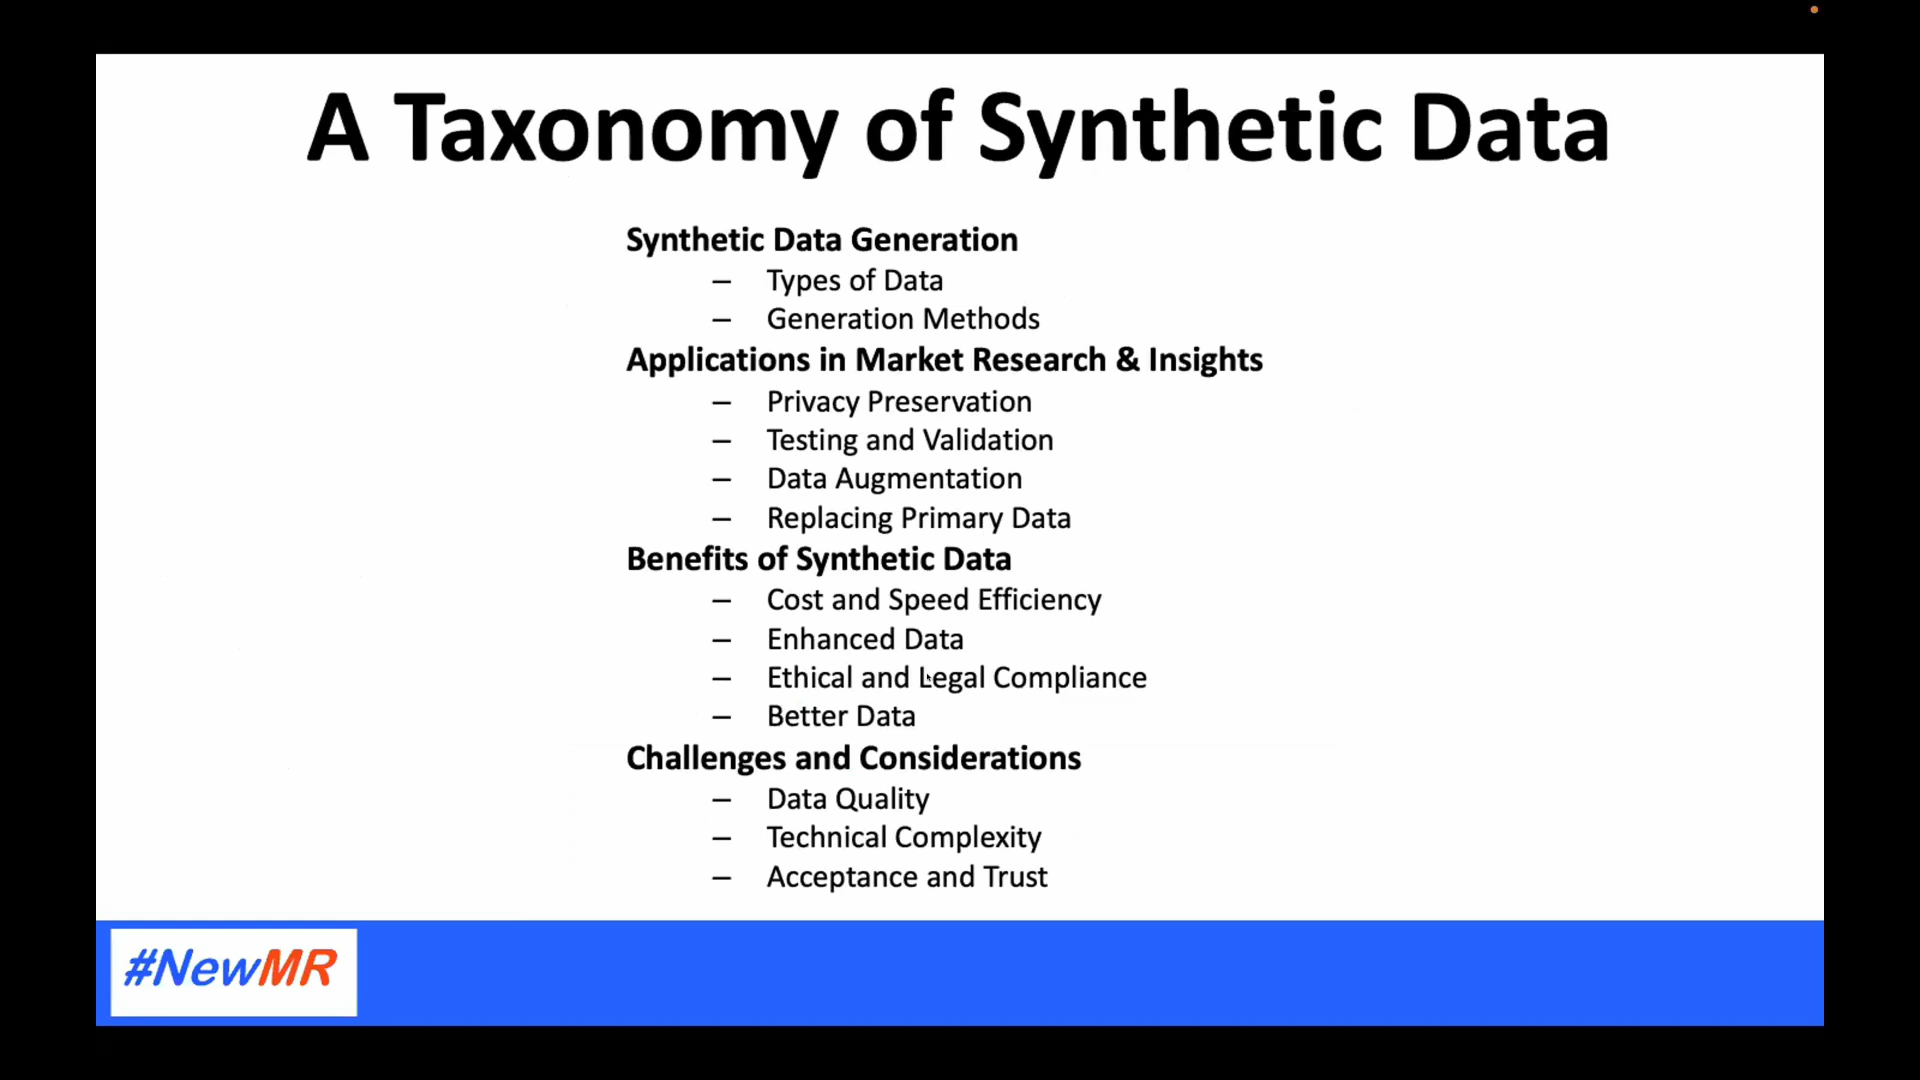 A Taxonomy of Synthetic Data
Synthetic Data Generation
– Types of Data
– Generation Methods
Applications in Market Research & Insights
– Privacy Preservation
– Testing and Validation
– Data Augmentation
– Replacing Primary Data
Benefits of Synthetic Data
– Cost and Speed Efficiency
– Enhanced Data
– Ethical and Legal Compliance
– Better Data
Challenges and Considerations
– Data Quality
– Technical Complexity
– Acceptance and Trust
#NewMR